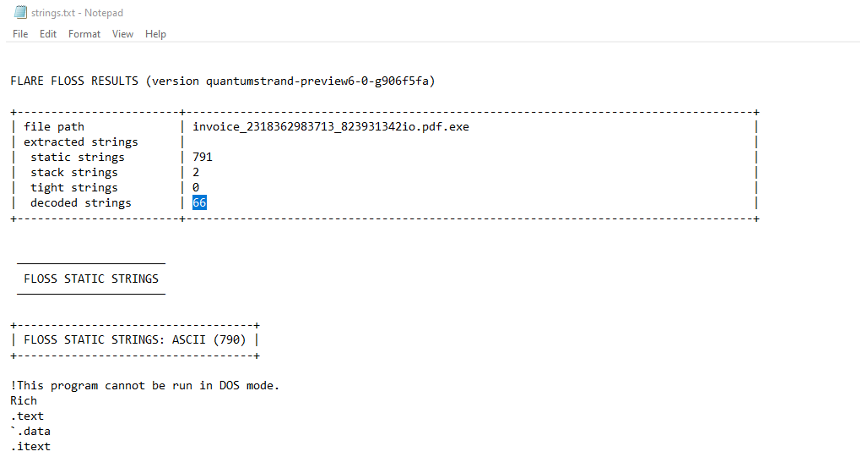 strings.txt - Notepad
File Edit Format View Help
FLARE FLOSS RESULTS (version quantumstrand-preview6-0-g906f5fa)
+-------------------------+------------------------------------------------------------------------------------+
| file path | invoice_2318362983713_823931342io.pdf.exe |
| extracted strings | |
| static strings | 791 |
| stack strings | 2 |
| tight strings | 0 |
| decoded strings | 66 |
+-------------------------+------------------------------------------------------------------------------------+
FLOSS STATIC STRINGS
+-----------------------------------+
| FLOSS STATIC STRINGS: ASCII (790) |
+-----------------------------------+
!This program cannot be run in DOS mode.
Rich
.text
`.data
.itext